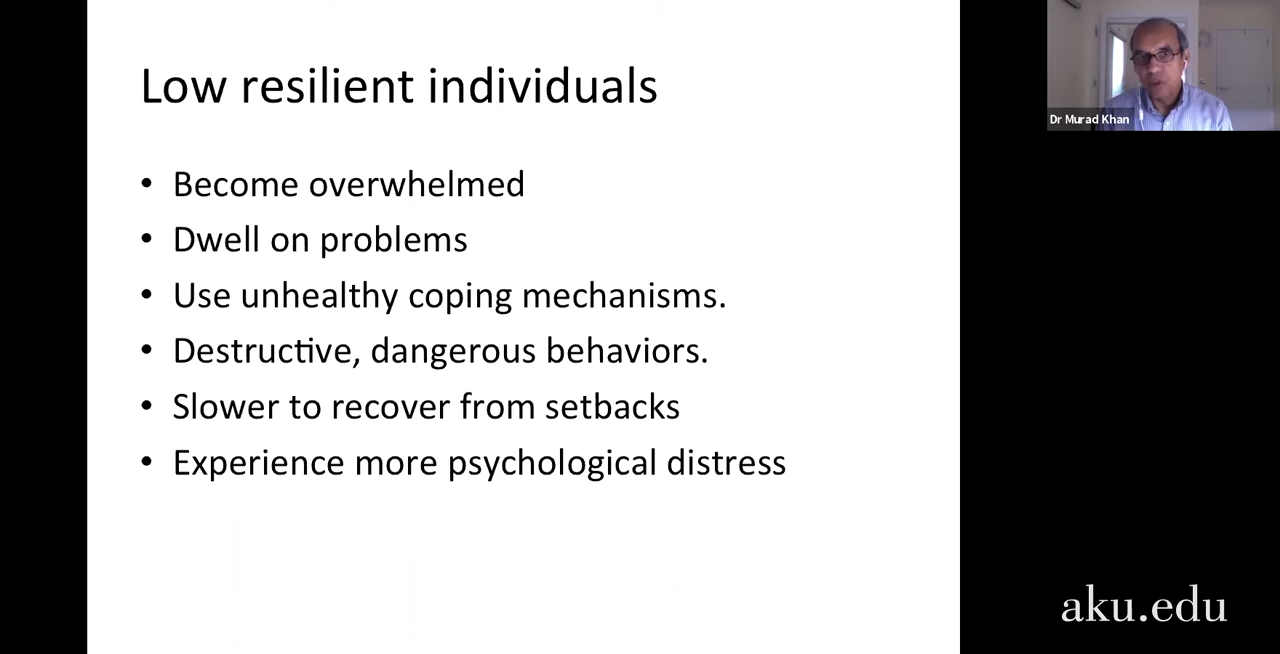 Low resilient individuals
• Become overwhelmed
• Dwell on problems
• Use unhealthy coping mechanisms.
• Destructive, dangerous behaviors.
• Slower to recover from setbacks
• Experience more psychological distress
Dr Murad Khan
aku.edu